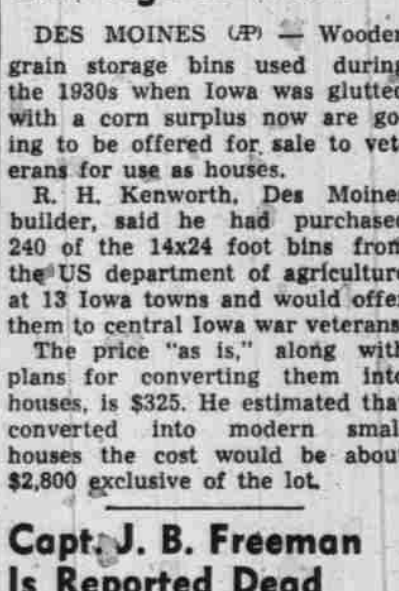 DES MOINES (AP) — Wooden
grain storage bins used during
the 1930s when Iowa was glutted
with a corn surplus now are go-
ing to be offered for sale to vet-
erans for use as houses.
R. H. Kenworth, Des Moines
builder, said he had purchased
240 of the 14x24 foot bins from
the US department of agriculture
at 13 Iowa towns and would offer
them to central Iowa war veterans.
The price "as is," along with
plans for converting them into
houses, is $325. He estimated that
converted into modern small
houses the cost would be about
$2,800 exclusive of the lot.
Capt. J. B. Freeman
Is Reported Dead